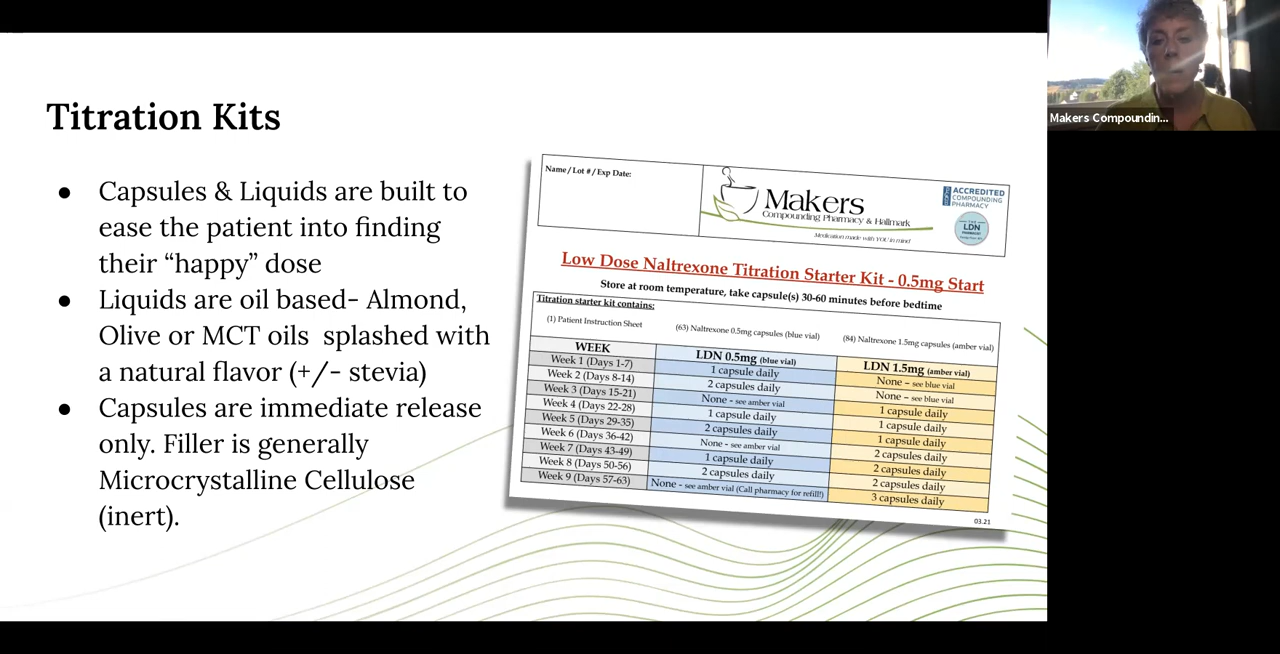 Titration Kits
● Capsules & Liquids are built to
ease the patient into finding
their “happy” dose
● Liquids are oil based- Almond,
Olive or MCT oils splashed with
a natural flavor (+/- stevia)
● Capsules are immediate release
only. Filler is generally
Microcrystalline Cellulose
(inert).
Name / Lot # / Exp Date:
Makers
Compounding Pharmacy & Hallmark
Medication made with YOU in mind
ACCREDITED
COMPOUNDING
PHARMACY
LDN
Low Dose Naltrexone Titration Starter Kit - 0.5mg Start
Store at room temperature, take capsule(s) 30-60 minutes before bedtime
Titration starter kit contains:
(1) Patient Instruction Sheet (63) Naltrexone 0.5mg capsules (blue vial) (84) Naltrexone 1.5mg capsules (amber vial)
WEEK LDN 0.5mg (blue vial) LDN 1.5mg (amber vial)
Week 1 (Days 1-7) 1 capsule daily None – see blue vial
Week 2 (Days 8-14) 2 capsules daily None – see blue vial
Week 3 (Days 15-21) None - see amber vial 1 capsule daily
Week 4 (Days 22-28) 1 capsule daily 1 capsule daily
Week 5 (Days 29-35) 2 capsules daily 1 capsule daily
Week 6 (Days 36-42) None - see amber vial 2 capsules daily
Week 7 (Days 43-49) 1 capsule daily 2 capsules daily
Week 8 (Days 50-56) 2 capsules daily 2 capsules daily
Week 9 (Days 57-63) None - see amber vial (Call pharmacy for refill!) 3 capsules daily
03.21
Makers Compoundin...